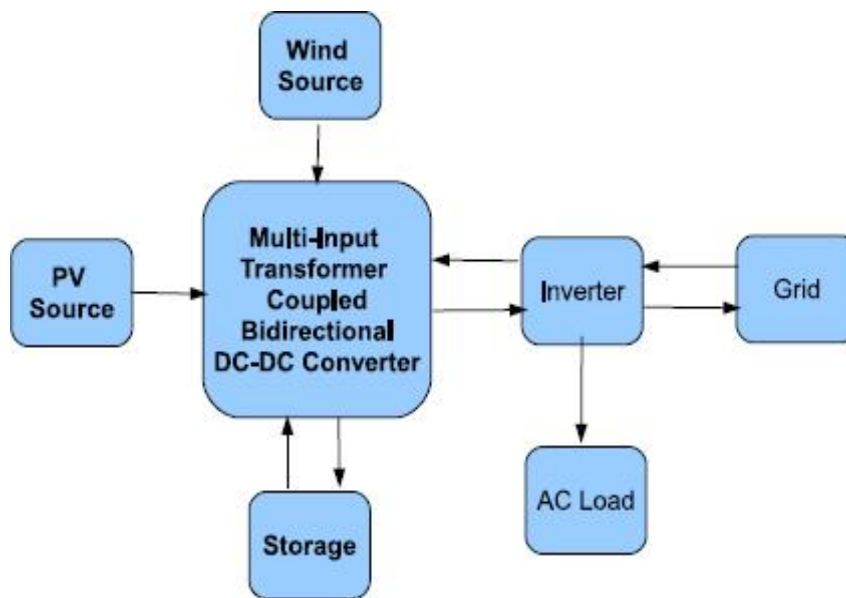 Wind
Source
Multi-Input
Transformer
Coupled
Bidirectional
DC-DC Converter
PV
Source
Inverter
Grid
Storage
AC Load